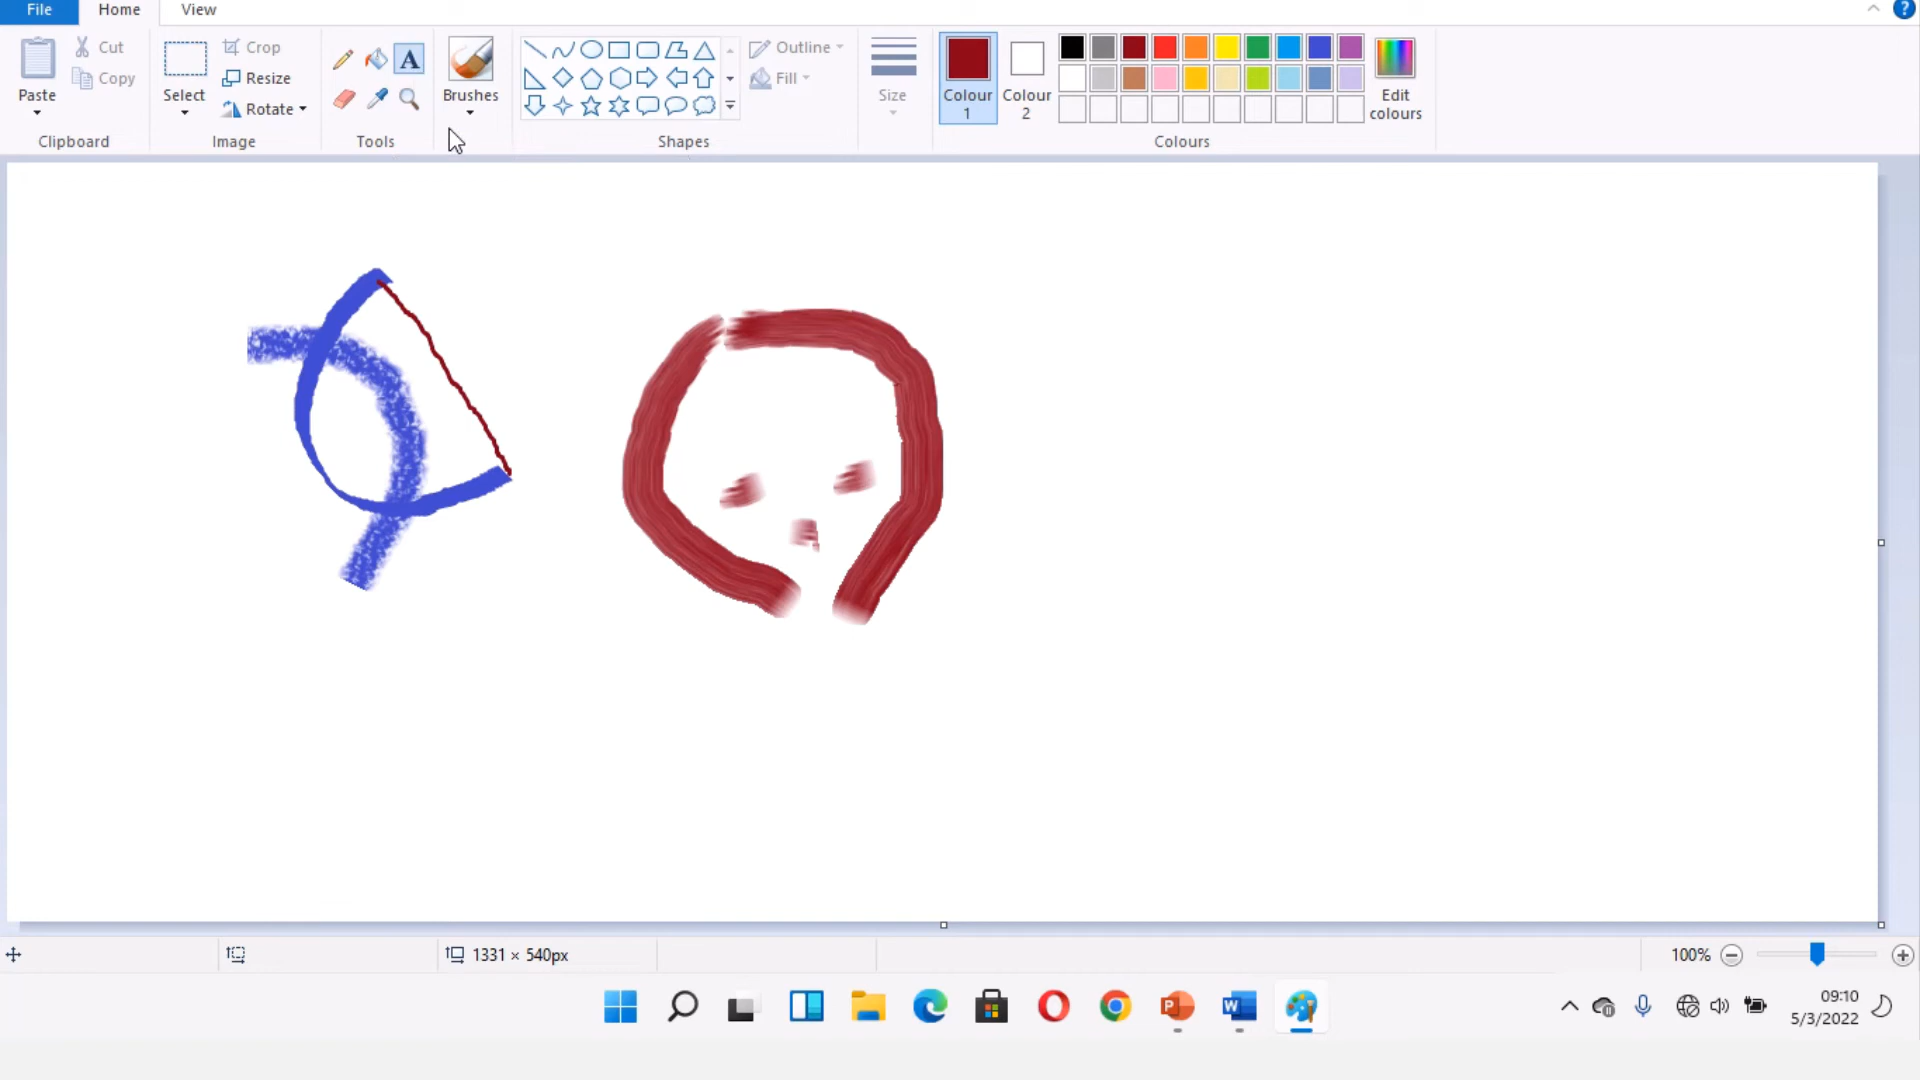 File Home View
Paste
Cut
Copy
Clipboard
Select
Crop
Resize
Rotate
Image
A
Tools
Brushes
Shapes
Outline
Fill
Size
Colour 1
Colour 2
Edit colours
Colours
?
1331 × 540px
100%
P W
09:10
5/3/2022